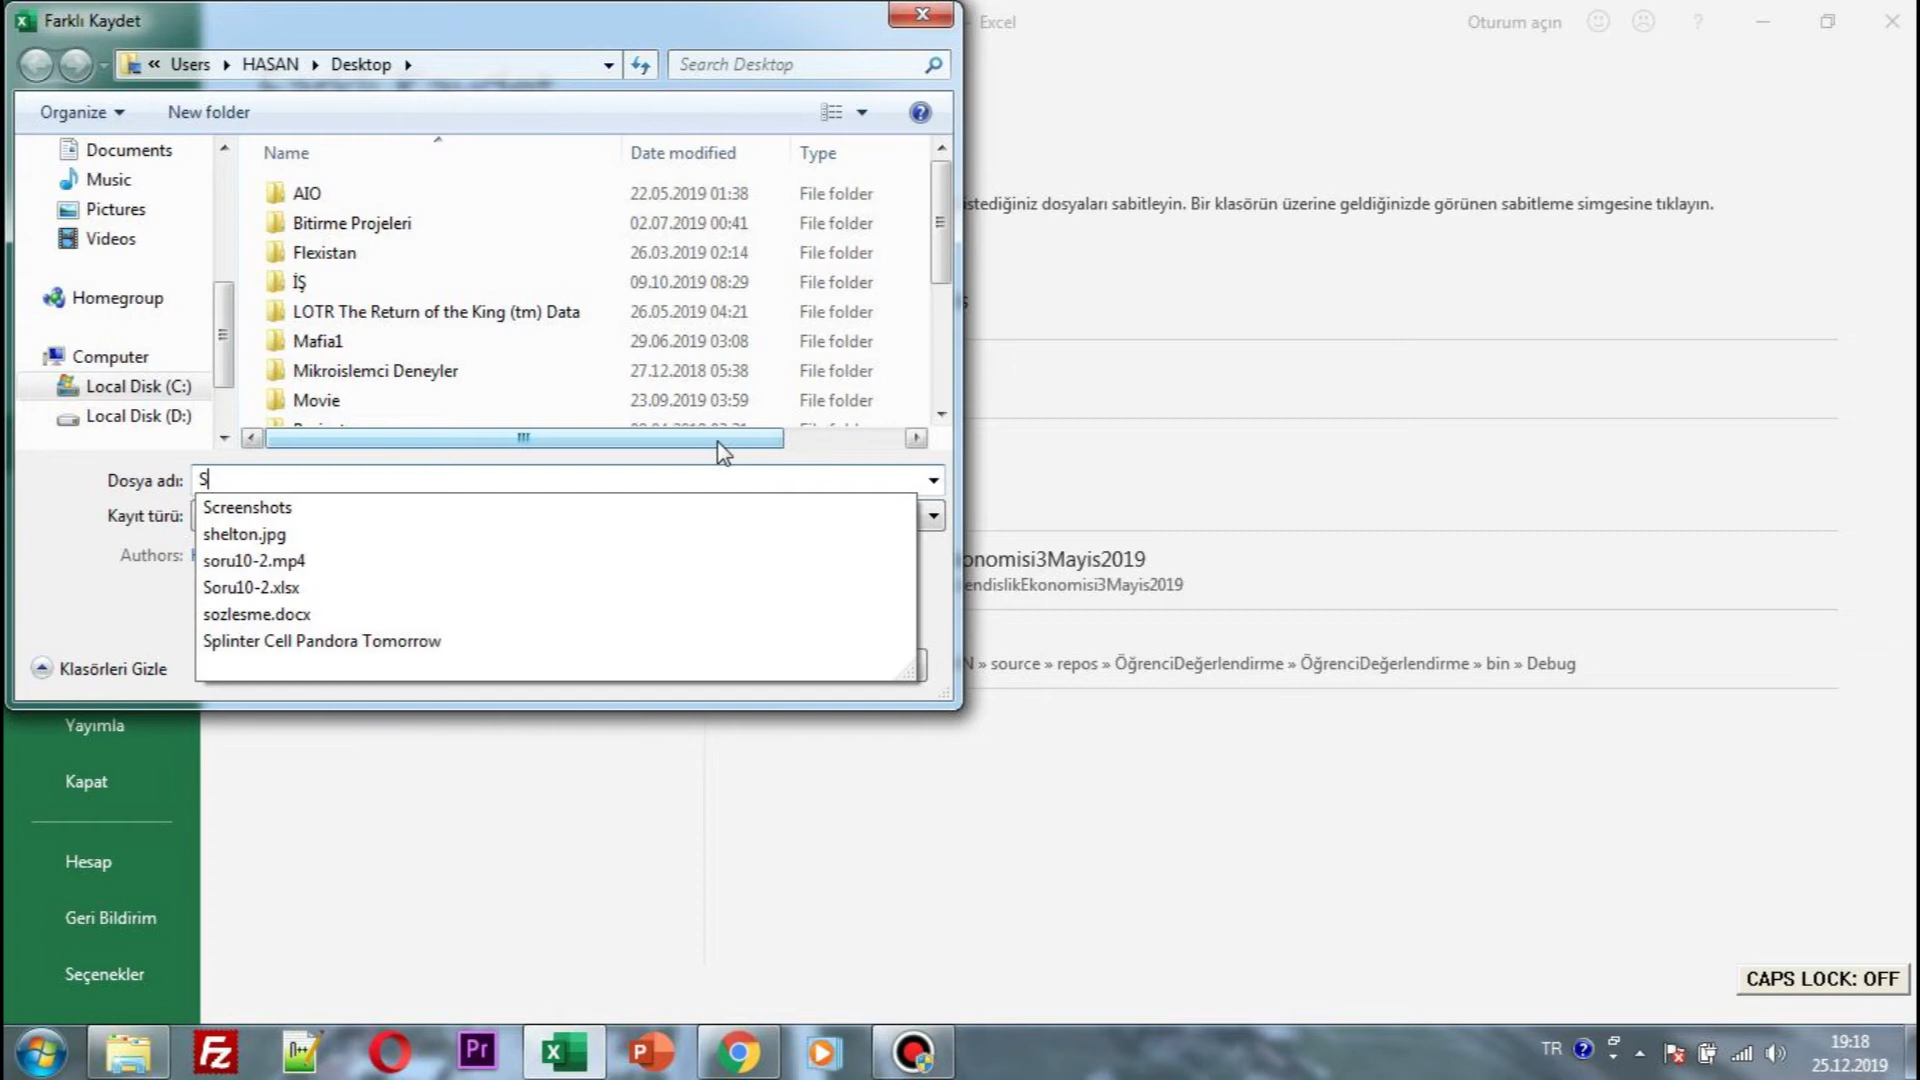 Farklı Kaydet
Excel
Oturum açın
« Users Hasan Desktop
Search Desktop
Organize
New folder
Name Date modified Type
Documents
Music
Pictures
Videos
Homegroup
Computer
Local Disk (C:)
Local Disk (D:)
AIO 22.05.2019 01:38 File folder
Bitirme Projeleri 02.07.2019 00:41 File folder
Flexistan 26.03.2019 02:14 File folder
İŞ 09.10.2019 08:29 File folder
LOTR The Return of the King (tm) Data 26.05.2019 04:21 File folder
Mafia1 29.06.2019 03:08 File folder
Mikroislemci Deneyler 27.12.2018 05:38 File folder
Movie 23.09.2019 03:59 File folder
istediğiniz dosyaları sabitleyin. Bir klasörün üzerine geldiğinizde görünen sabitleme simgesine tıklayın.
Dosya adı: S
Kayıt türü:
Authors:
Screenshots
shelton.jpg
soru10-2.mp4
Soru10-2.xlsx
sozlesme.docx
Splinter Cell Pandora Tomorrow
Klasörleri Gizle
onomisi3Mayis2019
endislikEkonomisi3Mayis2019
N » source » repos » ÖğrenciDeğerlendirme » ÖğrenciDeğerlendirme » bin » Debug
Yayımla
Kapat
Hesap
Geri Bildirim
Seçenekler
CAPS LOCK: OFF
TR
19:18
25.12.2019